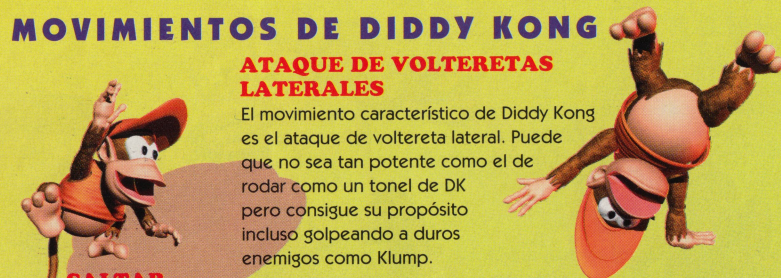 MOVIMIENTOS DE DIDDY KONG
ATAQUE DE VOLTERETAS
LATERALES
El movimiento característico de Diddy Kong
es el ataque de voltereta lateral. Puede
que no sea tan potente como el de
rodar como un tonel de DK
pero consigue su propósito
incluso golpeando a duros
enemigos como Klump.
SALTAR